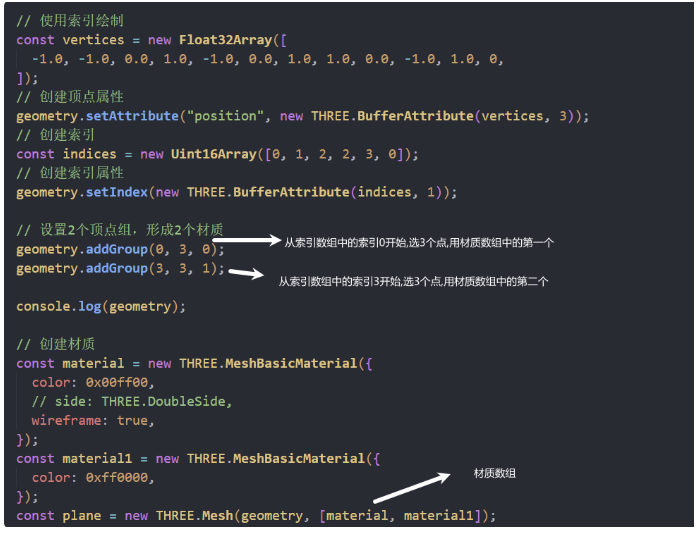 // 使用索引绘制
const vertices = new Float32Array([
  -1.0, -1.0, 0.0, 1.0, -1.0, 0.0, 1.0, 1.0, 0.0, -1.0, 1.0, 0,
]);
// 创建顶点属性
geometry.setAttribute("position", new THREE.BufferAttribute(vertices, 3));
// 创建索引
const indices = new Uint16Array([0, 1, 2, 2, 3, 0]);
// 创建索引属性
geometry.setIndex(new THREE.BufferAttribute(indices, 1));
// 设置2个顶点组，形成2个材质
geometry.addGroup(0, 3, 0);
从索引数组中的索引0开始,选3个点,用材质数组中的第一个
geometry.addGroup(3, 3, 1);
从索引数组中的索引3开始,选3个点,用材质数组中的第二个
console.log(geometry);
// 创建材质
const material = new THREE.MeshBasicMaterial({
  color: 0x00ff00,
  // side: THREE.DoubleSide,
  wireframe: true,
});
const material1 = new THREE.MeshBasicMaterial({
  color: 0xff0000,
材质数组
});
const plane = new THREE.Mesh(geometry, [material, material1]);